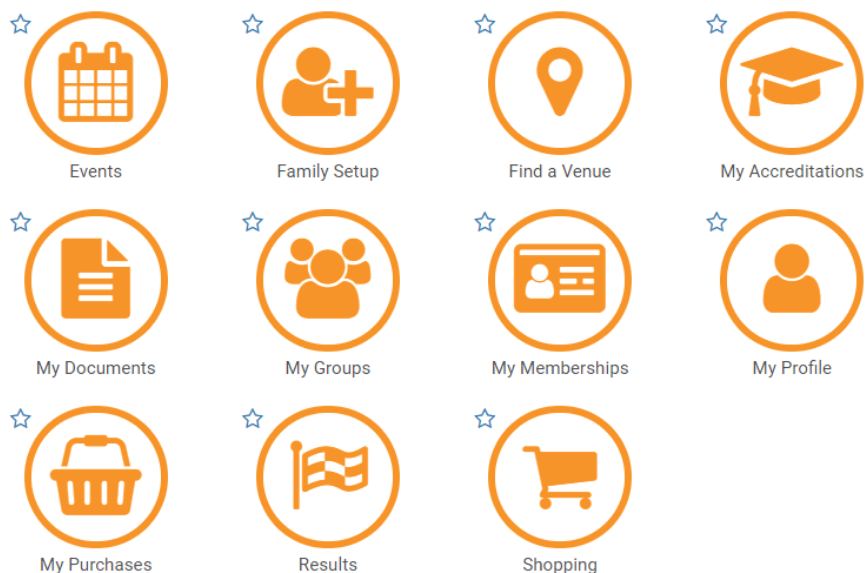 Events
Family Setup
Find a Venue
My Accreditations
My Documents
My Groups
My Memberships
My Profile
My Purchases
Results
Shopping